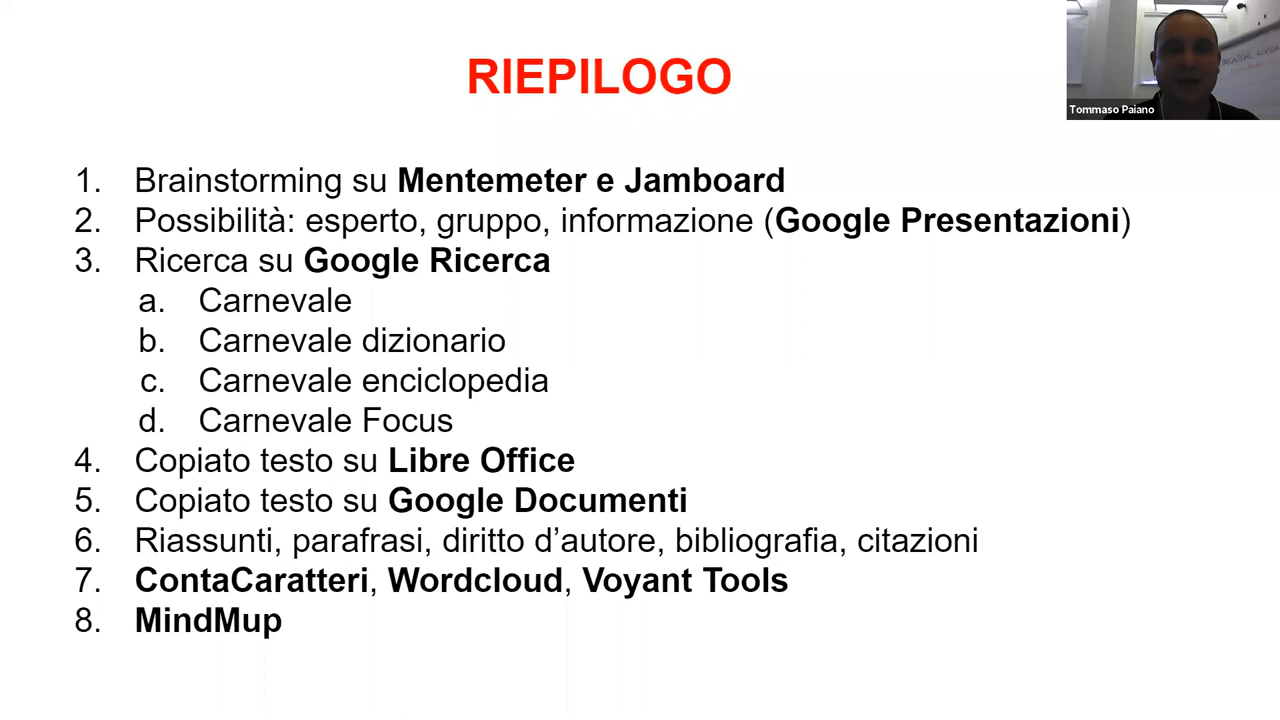 RIEPILOGO
Tommaso Paiano
1. Brainstorming su Mentemeter e Jamboard
2. Possibilità: esperto, gruppo, informazione (Google Presentazioni)
3. Ricerca su Google Ricerca
a. Carnevale
b. Carnevale dizionario
c. Carnevale enciclopedia
d. Carnevale Focus
4. Copiato testo su Libre Office
5. Copiato testo su Google Documenti
6. Riassunti, parafrasi, diritto d’autore, bibliografia, citazioni
7. ContaCaratteri, Wordcloud, Voyant Tools
8. MindMup